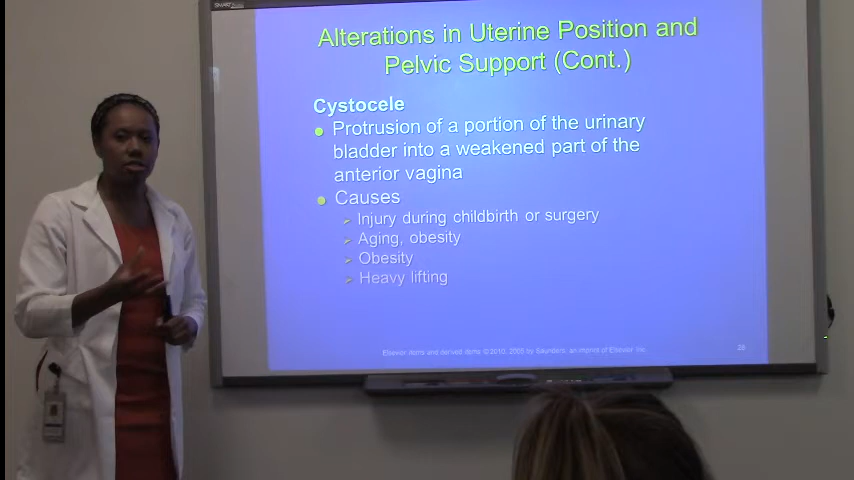 SMART
Alterations in Uterine Position and
Pelvic Support (Cont.)
Cystocele
Protrusion of a portion of the urinary
bladder into a weakened part of the
anterior vagina
Causes
Injury during childbirth or surgery
Aging, obesity
Obesity
Heavy lifting
Elsevier items and derived items ©2010, 2006 by Saunders, an imprint of Elsevier Inc.